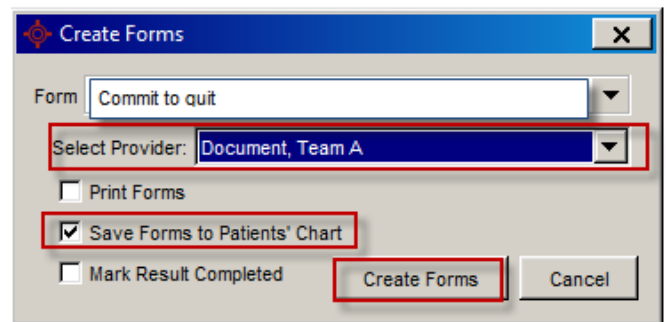 Create Forms
Form Commit to quit
Select Provider: Document, Team A
Print Forms
Save Forms to Patients' Chart
Mark Result Completed
Create Forms Cancel